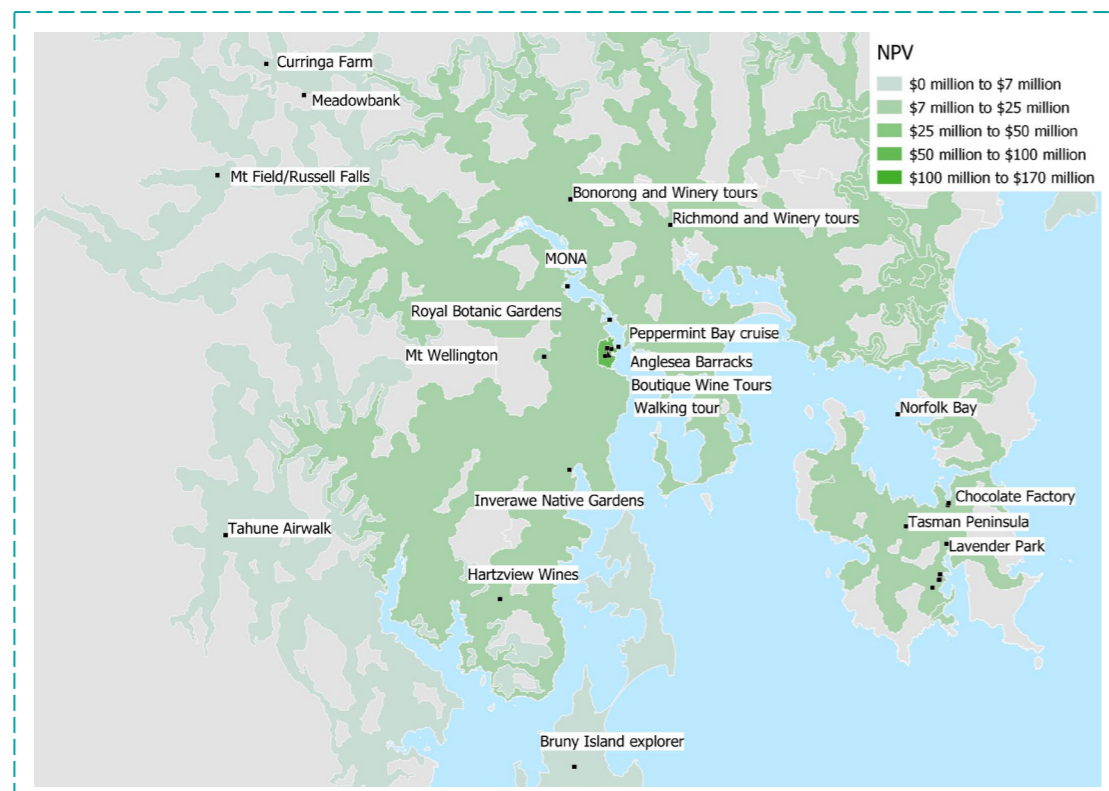 NPV
$0 million to $7 million
$7 million to $25 million
$25 million to $50 million
$50 million to $100 million
$100 million to $170 million
Curringa Farm
Meadowbank
Mt Field/Russell Falls
Bonorong and Winery tours
Richmond and Winery tours
MONA
Royal Botanic Gardens
Peppermint Bay cruise
Mt Wellington
Anglesea Barracks
Boutique Wine Tours
Walking tour
Norfolk Bay
Inverawe Native Gardens
Chocolate Factory
Tasman Peninsula
Tahune Airwalk
Lavender Park
Hartzview Wines
Bruny Island explorer